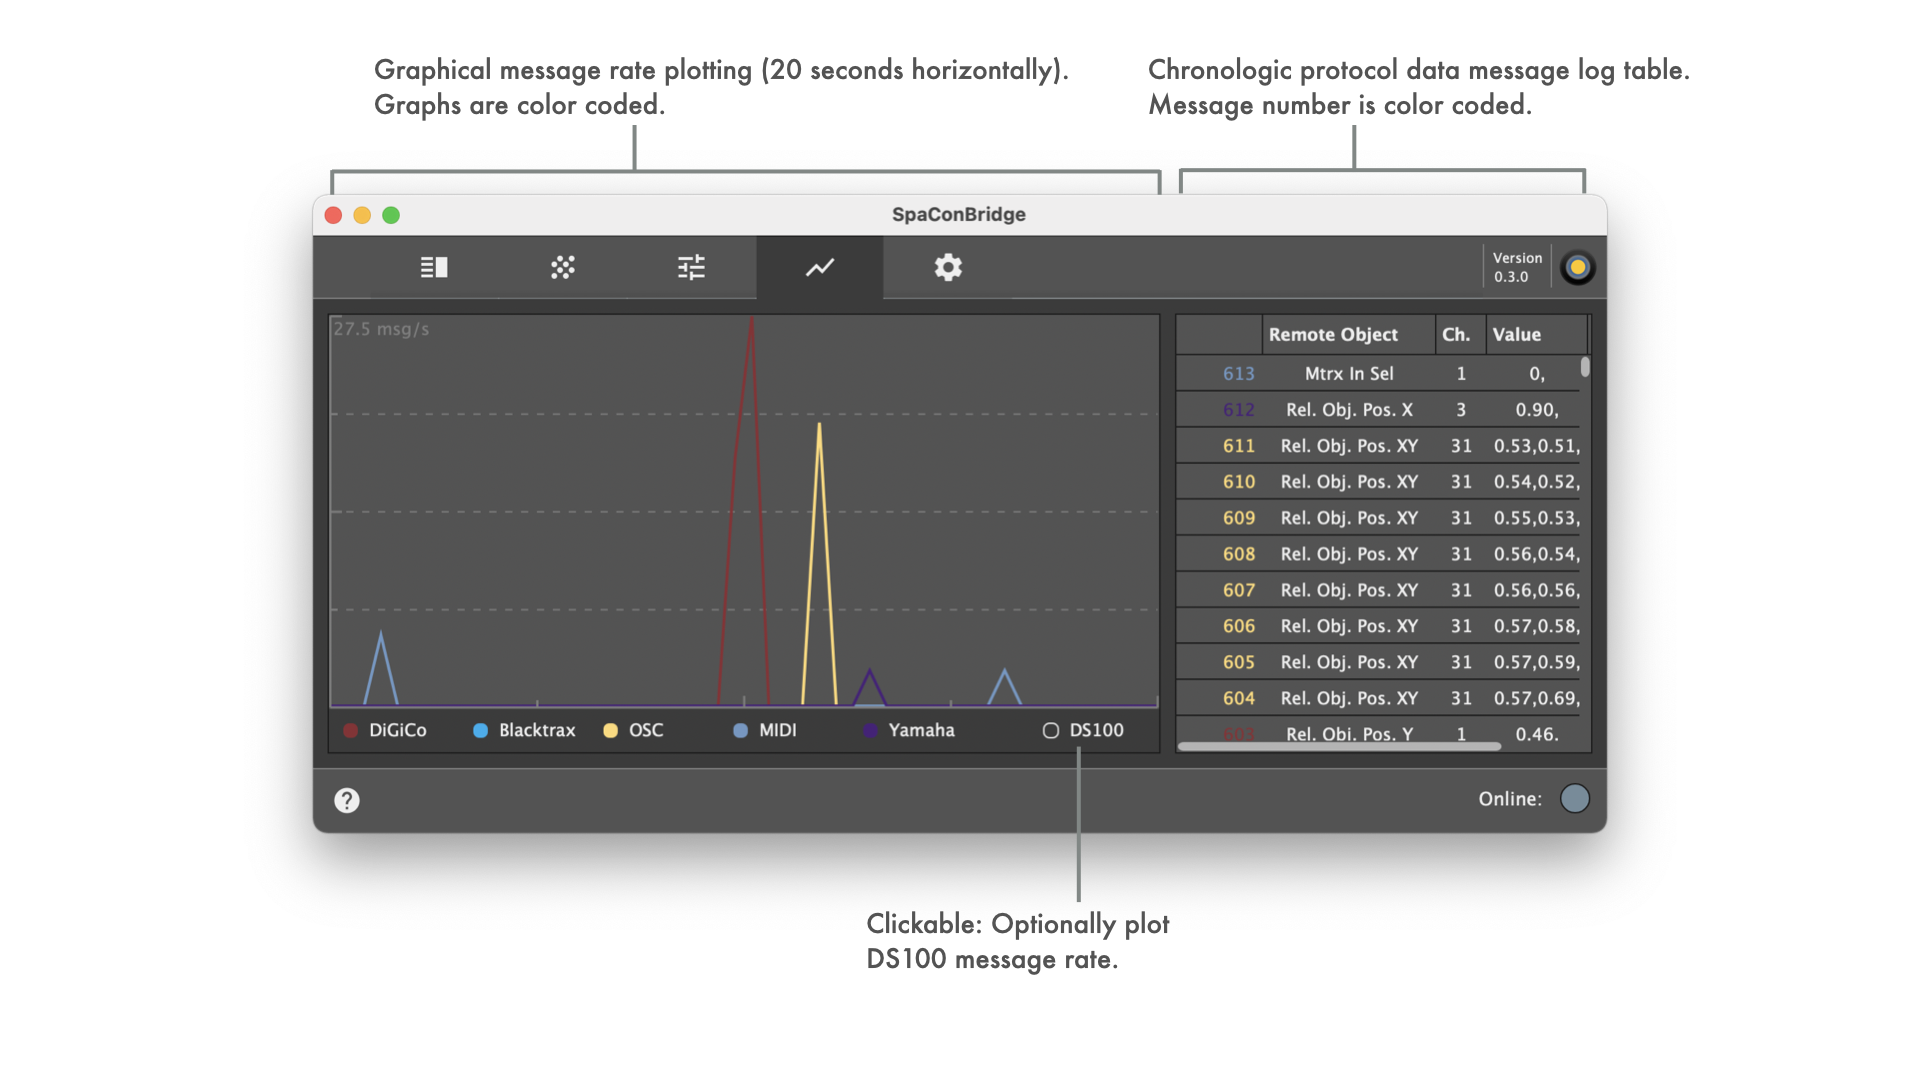 Graphical message rate plotting (20 seconds horizontally).
Graphs are color coded.
Chronologic protocol data message log table.
Message number is color coded.
SpaConBridge
Version
0.3.0
27.5 msg/s
DiGiCo Blacktrax OSC MIDI Yamaha DS100
Remote Object Ch. Value
613 Mtrx In Sel 1 0,
612 Rel. Obj. Pos. X 3 0.90,
611 Rel. Obj. Pos. XY 31 0.53,0.51,
610 Rel. Obj. Pos. XY 31 0.54,0.52,
609 Rel. Obj. Pos. XY 31 0.55,0.53,
608 Rel. Obj. Pos. XY 31 0.56,0.54,
607 Rel. Obj. Pos. XY 31 0.56,0.56,
606 Rel. Obj. Pos. XY 31 0.57,0.58,
605 Rel. Obj. Pos. XY 31 0.57,0.59,
604 Rel. Obj. Pos. XY 31 0.57,0.69,
603 Rel. Obj. Pos. Y 1 0.46,
?
Online:
Clickable: Optionally plot
DS100 message rate.